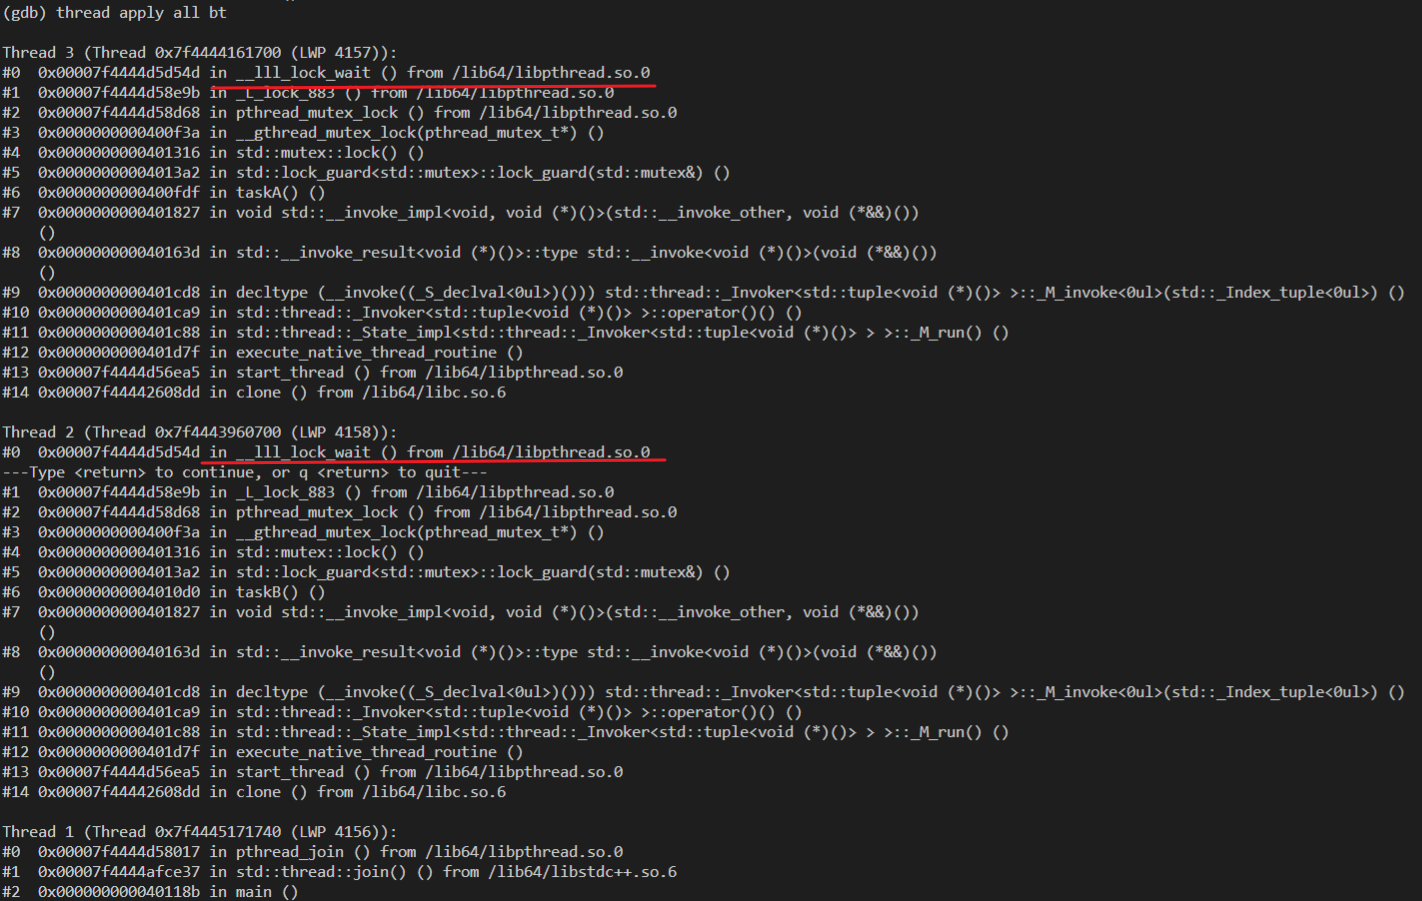 (gdb) thread apply all bt
Thread 3 (Thread 0x7f4444161700 (LWP 4157)):
#0  0x00007f4444d5d54d in __lll_lock_wait () from /lib64/libpthread.so.0
#1  0x00007f4444d58e9b in _L_lock_883 () from /lib64/libpthread.so.0
#2  0x00007f4444d58d68 in pthread_mutex_lock () from /lib64/libpthread.so.0
#3  0x0000000000400f3a in __gthread_mutex_lock(pthread_mutex_t*) ()
#4  0x0000000000401316 in std::mutex::lock() ()
#5  0x00000000004013a2 in std::lock_guard<std::mutex>::lock_guard(std::mutex&) ()
#6  0x0000000000400fdf in taskA() ()
#7  0x0000000000401827 in void std::__invoke_impl<void, void (*)()>(std::__invoke_other, void (*&&)())
    ()
#8  0x000000000040163d in std::__invoke_result<void (*)()>::type std::__invoke<void (*)()>(void (*&&)())
    ()
#9  0x0000000000401cd8 in decltype (__invoke((_S_declval<0ul>)())) std::thread::_Invoker<std::tuple<void (*)()> >::_M_invoke<0ul>(std::_Index_tuple<0ul>) ()
#10 0x0000000000401ca9 in std::thread::_Invoker<std::tuple<void (*)()> >::operator()() ()
#11 0x0000000000401c88 in std::thread::_State_impl<std::thread::_Invoker<std::tuple<void (*)()> > >::_M_run() ()
#12 0x0000000000401d7f in execute_native_thread_routine ()
#13 0x00007f4444d56ea5 in start_thread () from /lib64/libpthread.so.0
#14 0x00007f44442608dd in clone () from /lib64/libc.so.6
Thread 2 (Thread 0x7f4443960700 (LWP 4158)):
#0  0x00007f4444d5d54d in __lll_lock_wait () from /lib64/libpthread.so.0
---Type <return> to continue, or q <return> to quit---
#1  0x00007f4444d58e9b in _L_lock_883 () from /lib64/libpthread.so.0
#2  0x00007f4444d58d68 in pthread_mutex_lock () from /lib64/libpthread.so.0
#3  0x0000000000400f3a in __gthread_mutex_lock(pthread_mutex_t*) ()
#4  0x0000000000401316 in std::mutex::lock() ()
#5  0x00000000004013a2 in std::lock_guard<std::mutex>::lock_guard(std::mutex&) ()
#6  0x00000000004010d0 in taskB() ()
#7  0x0000000000401827 in void std::__invoke_impl<void, void (*)()>(std::__invoke_other, void (*&&)())
    ()
#8  0x000000000040163d in std::__invoke_result<void (*)()>::type std::__invoke<void (*)()>(void (*&&)())
    ()
#9  0x0000000000401cd8 in decltype (__invoke((_S_declval<0ul>)())) std::thread::_Invoker<std::tuple<void (*)()> >::_M_invoke<0ul>(std::_Index_tuple<0ul>) ()
#10 0x0000000000401ca9 in std::thread::_Invoker<std::tuple<void (*)()> >::operator()() ()
#11 0x0000000000401c88 in std::thread::_State_impl<std::thread::_Invoker<std::tuple<void (*)()> > >::_M_run() ()
#12 0x0000000000401d7f in execute_native_thread_routine ()
#13 0x00007f4444d56ea5 in start_thread () from /lib64/libpthread.so.0
#14 0x00007f44442608dd in clone () from /lib64/libc.so.6
Thread 1 (Thread 0x7f4445171740 (LWP 4156)):
#0  0x00007f4444d58017 in pthread_join () from /lib64/libpthread.so.0
#1  0x00007f4444afce37 in std::thread::join() () from /lib64/libstdc++.so.6
#2  0x000000000040118b in main ()